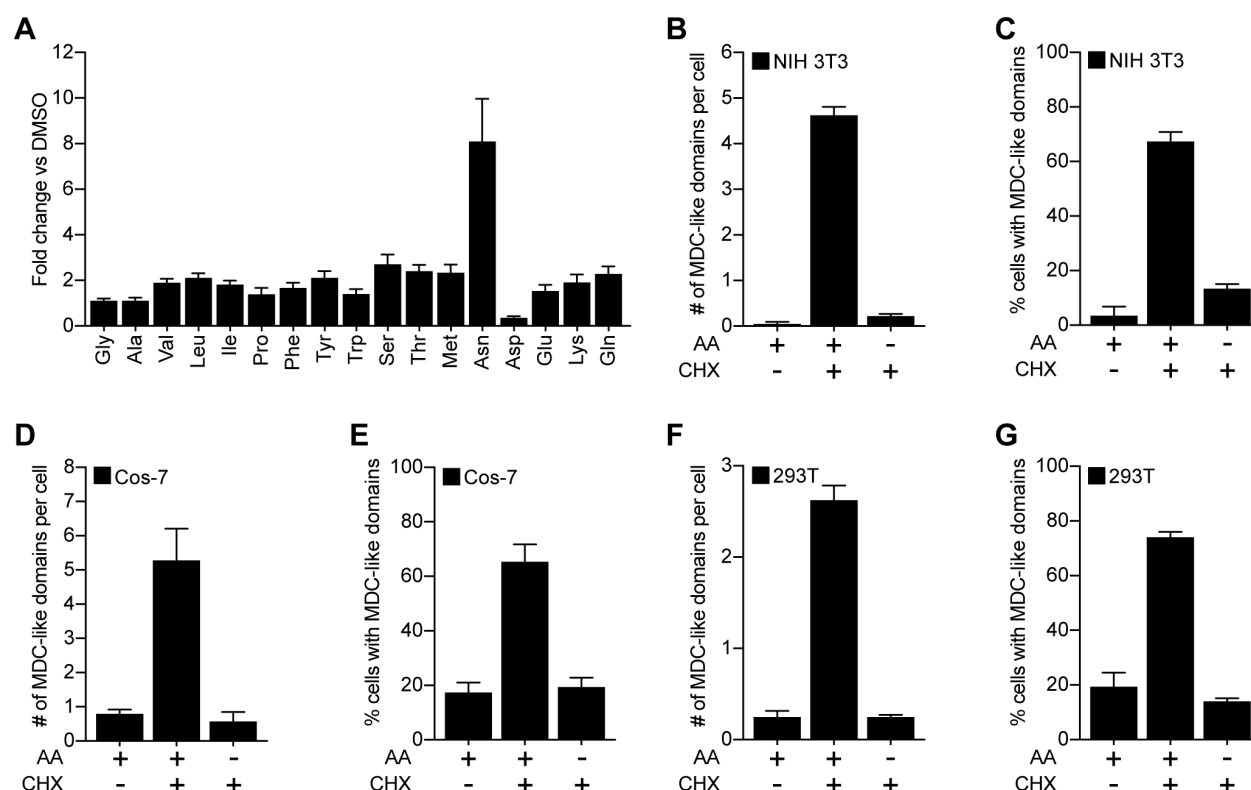 A
Fold change vs DMSO
12
10
8
6
4
2
0
Gly
Ala
Val
Leu
Ile
Pro
Phe
Tyr
Trp
Ser
Thr
Met
Asn
Asp
Glu
Lys
Gln
B
# of MDC-like domains per cell
6
5
4
3
2
1
0
NIH 3T3
AA + + -
CHX - + +
C
% cells with MDC-like domains
100
80
60
40
20
0
NIH 3T3
AA + + -
CHX - + +
D
# of MDC-like domains per cell
8
7
6
5
4
3
2
1
0
Cos-7
AA + + -
CHX - + +
E
% cells with MDC-like domains
100
80
60
40
20
0
Cos-7
AA + + -
CHX - + +
F
# of MDC-like domains per cell
3
2
1
0
293T
AA + + -
CHX - + +
G
% cells with MDC-like domains
100
80
60
40
20
0
293T
AA + + -
CHX - + +